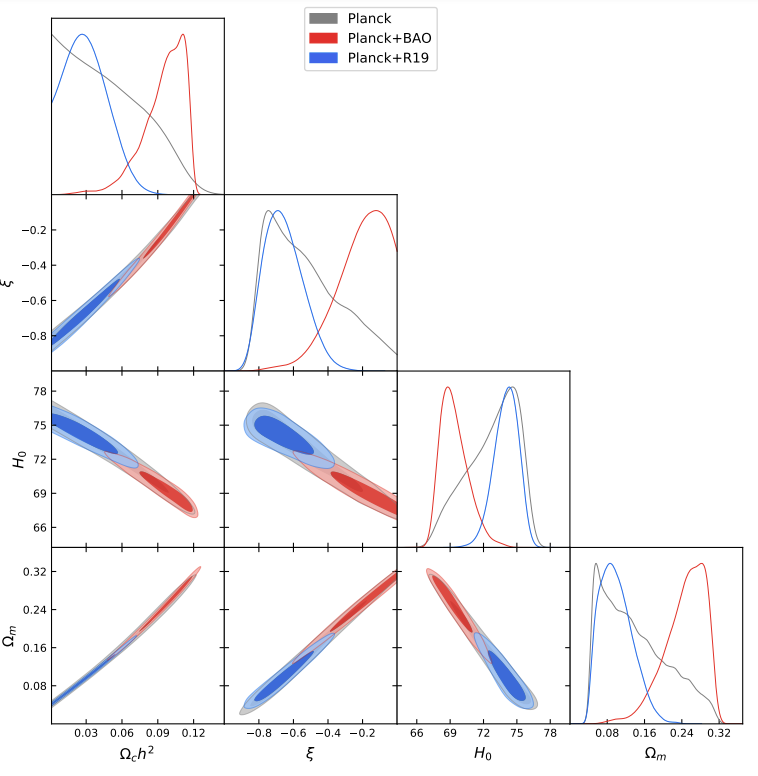 Planck
Planck+BAO
Planck+R19
−0.2
−0.4
−0.6
−0.8
ξ
78
75
72
69
66
H₀
0.32
0.24
0.16
0.08
Ωₘ
0.03 0.06 0.09 0.12
−0.8 −0.6 −0.4 −0.2
66 69 72 75 78
0.08 0.16 0.24 0.32
Ω_c h²
ξ
H₀
Ωₘ